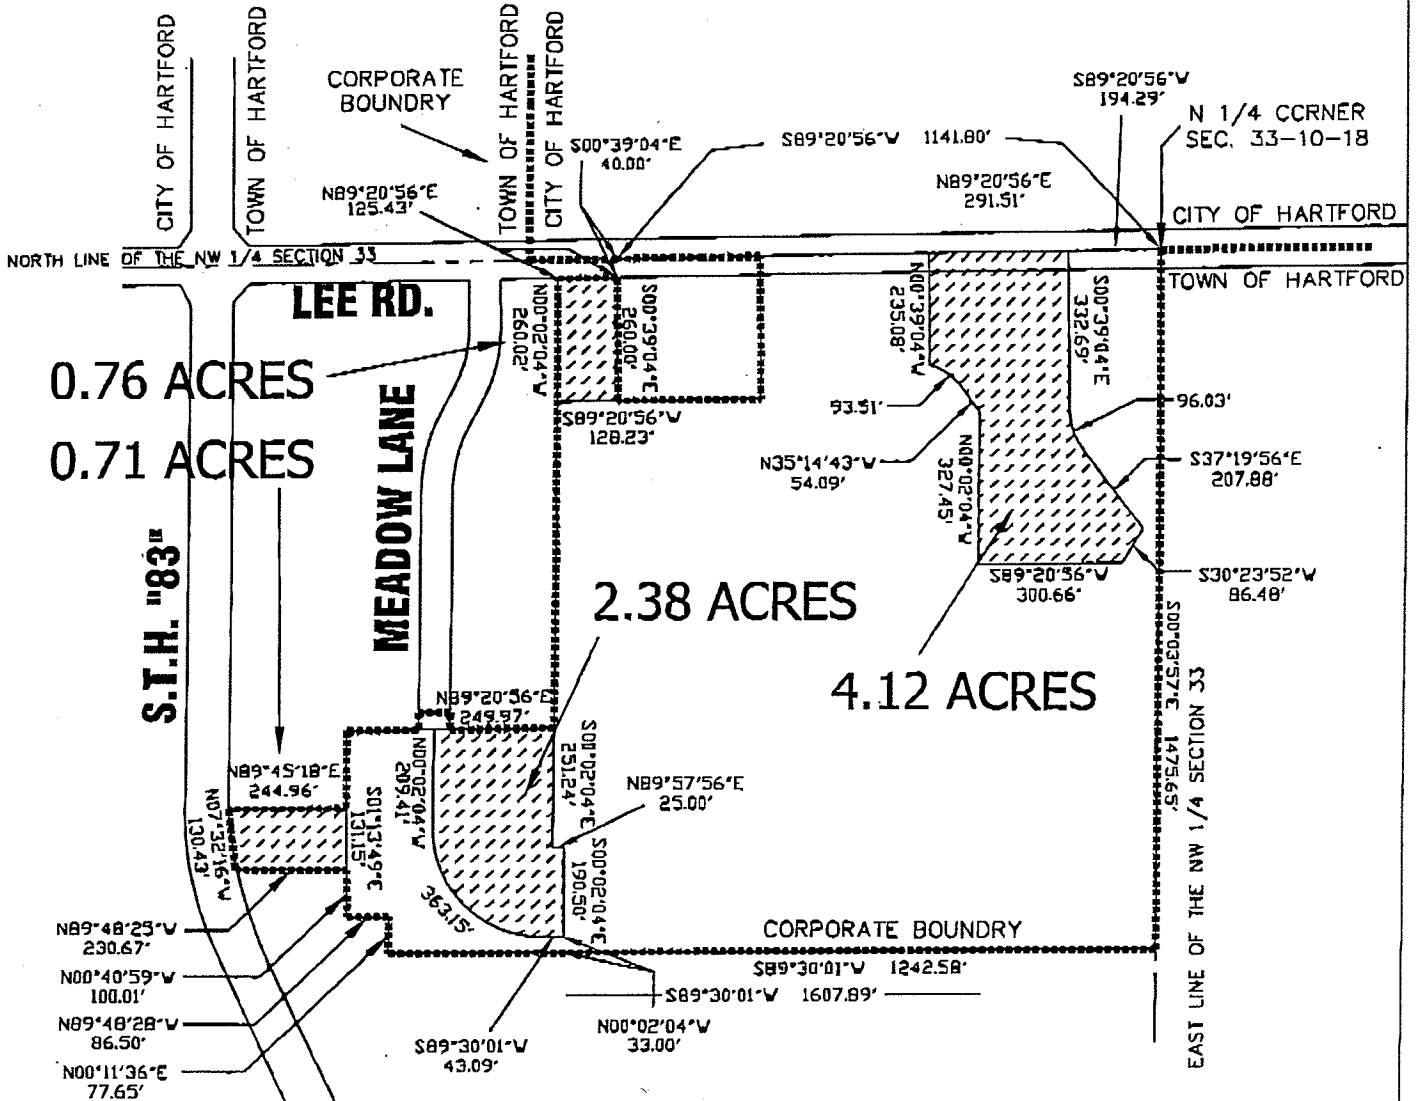 CITY OF HARTFORD
TOWN OF HARTFORD
CORPORATE
BOUNDRY
TOWN OF HARTFORD
CITY OF HARTFORD
S00°39'04"E
40.00'
S89°20'56"W 1141.80'
S89°20'56"W
194.29'
N 1/4 CORNER
SEC. 33-10-18
N89°20'56"E
125.43'
N89°20'56"E
291.51'
CITY OF HARTFORD
TOWN OF HARTFORD
NORTH LINE OF THE NW 1/4 SECTION 33
LEE RD.
N00°02'04"W
260.02'
S00°39'04"E
260.00'
N00°39'04"W
235.08'
S00°39'04"E
332.69'
0.76 ACRES
0.71 ACRES
MEADOW LANE
S.T.H. "83"
S89°20'56"W
128.23'
93.51'
96.03'
N35°14'43"W
54.09'
N00°02'04"W
327.45'
S37°19'56"E
207.88'
S89°20'56"W
300.66'
S30°23'52"W
86.48'
2.38 ACRES
4.12 ACRES
S00°03'57"E 1475.65'
EAST LINE OF THE NW 1/4 SECTION 33
N89°20'56"E
249.97'
N89°45'18"E
244.96'
N07°32'16"W
130.43'
S01°13'49"E
131.15'
N00°02'04"W
209.41'
S00°02'04"E
251.24'
N89°57'56"E
25.00'
S00°02'04"E
190.50'
363.15'
CORPORATE BOUNDRY
S89°30'01"W 1242.58'
S89°30'01"W 1607.89'
N89°48'25"W
230.67'
N00°40'59"W
100.01'
N89°48'28"W
86.50'
N00°11'36"E
77.65'
S89°30'01"W
43.09'
N00°02'04"W
33.00'